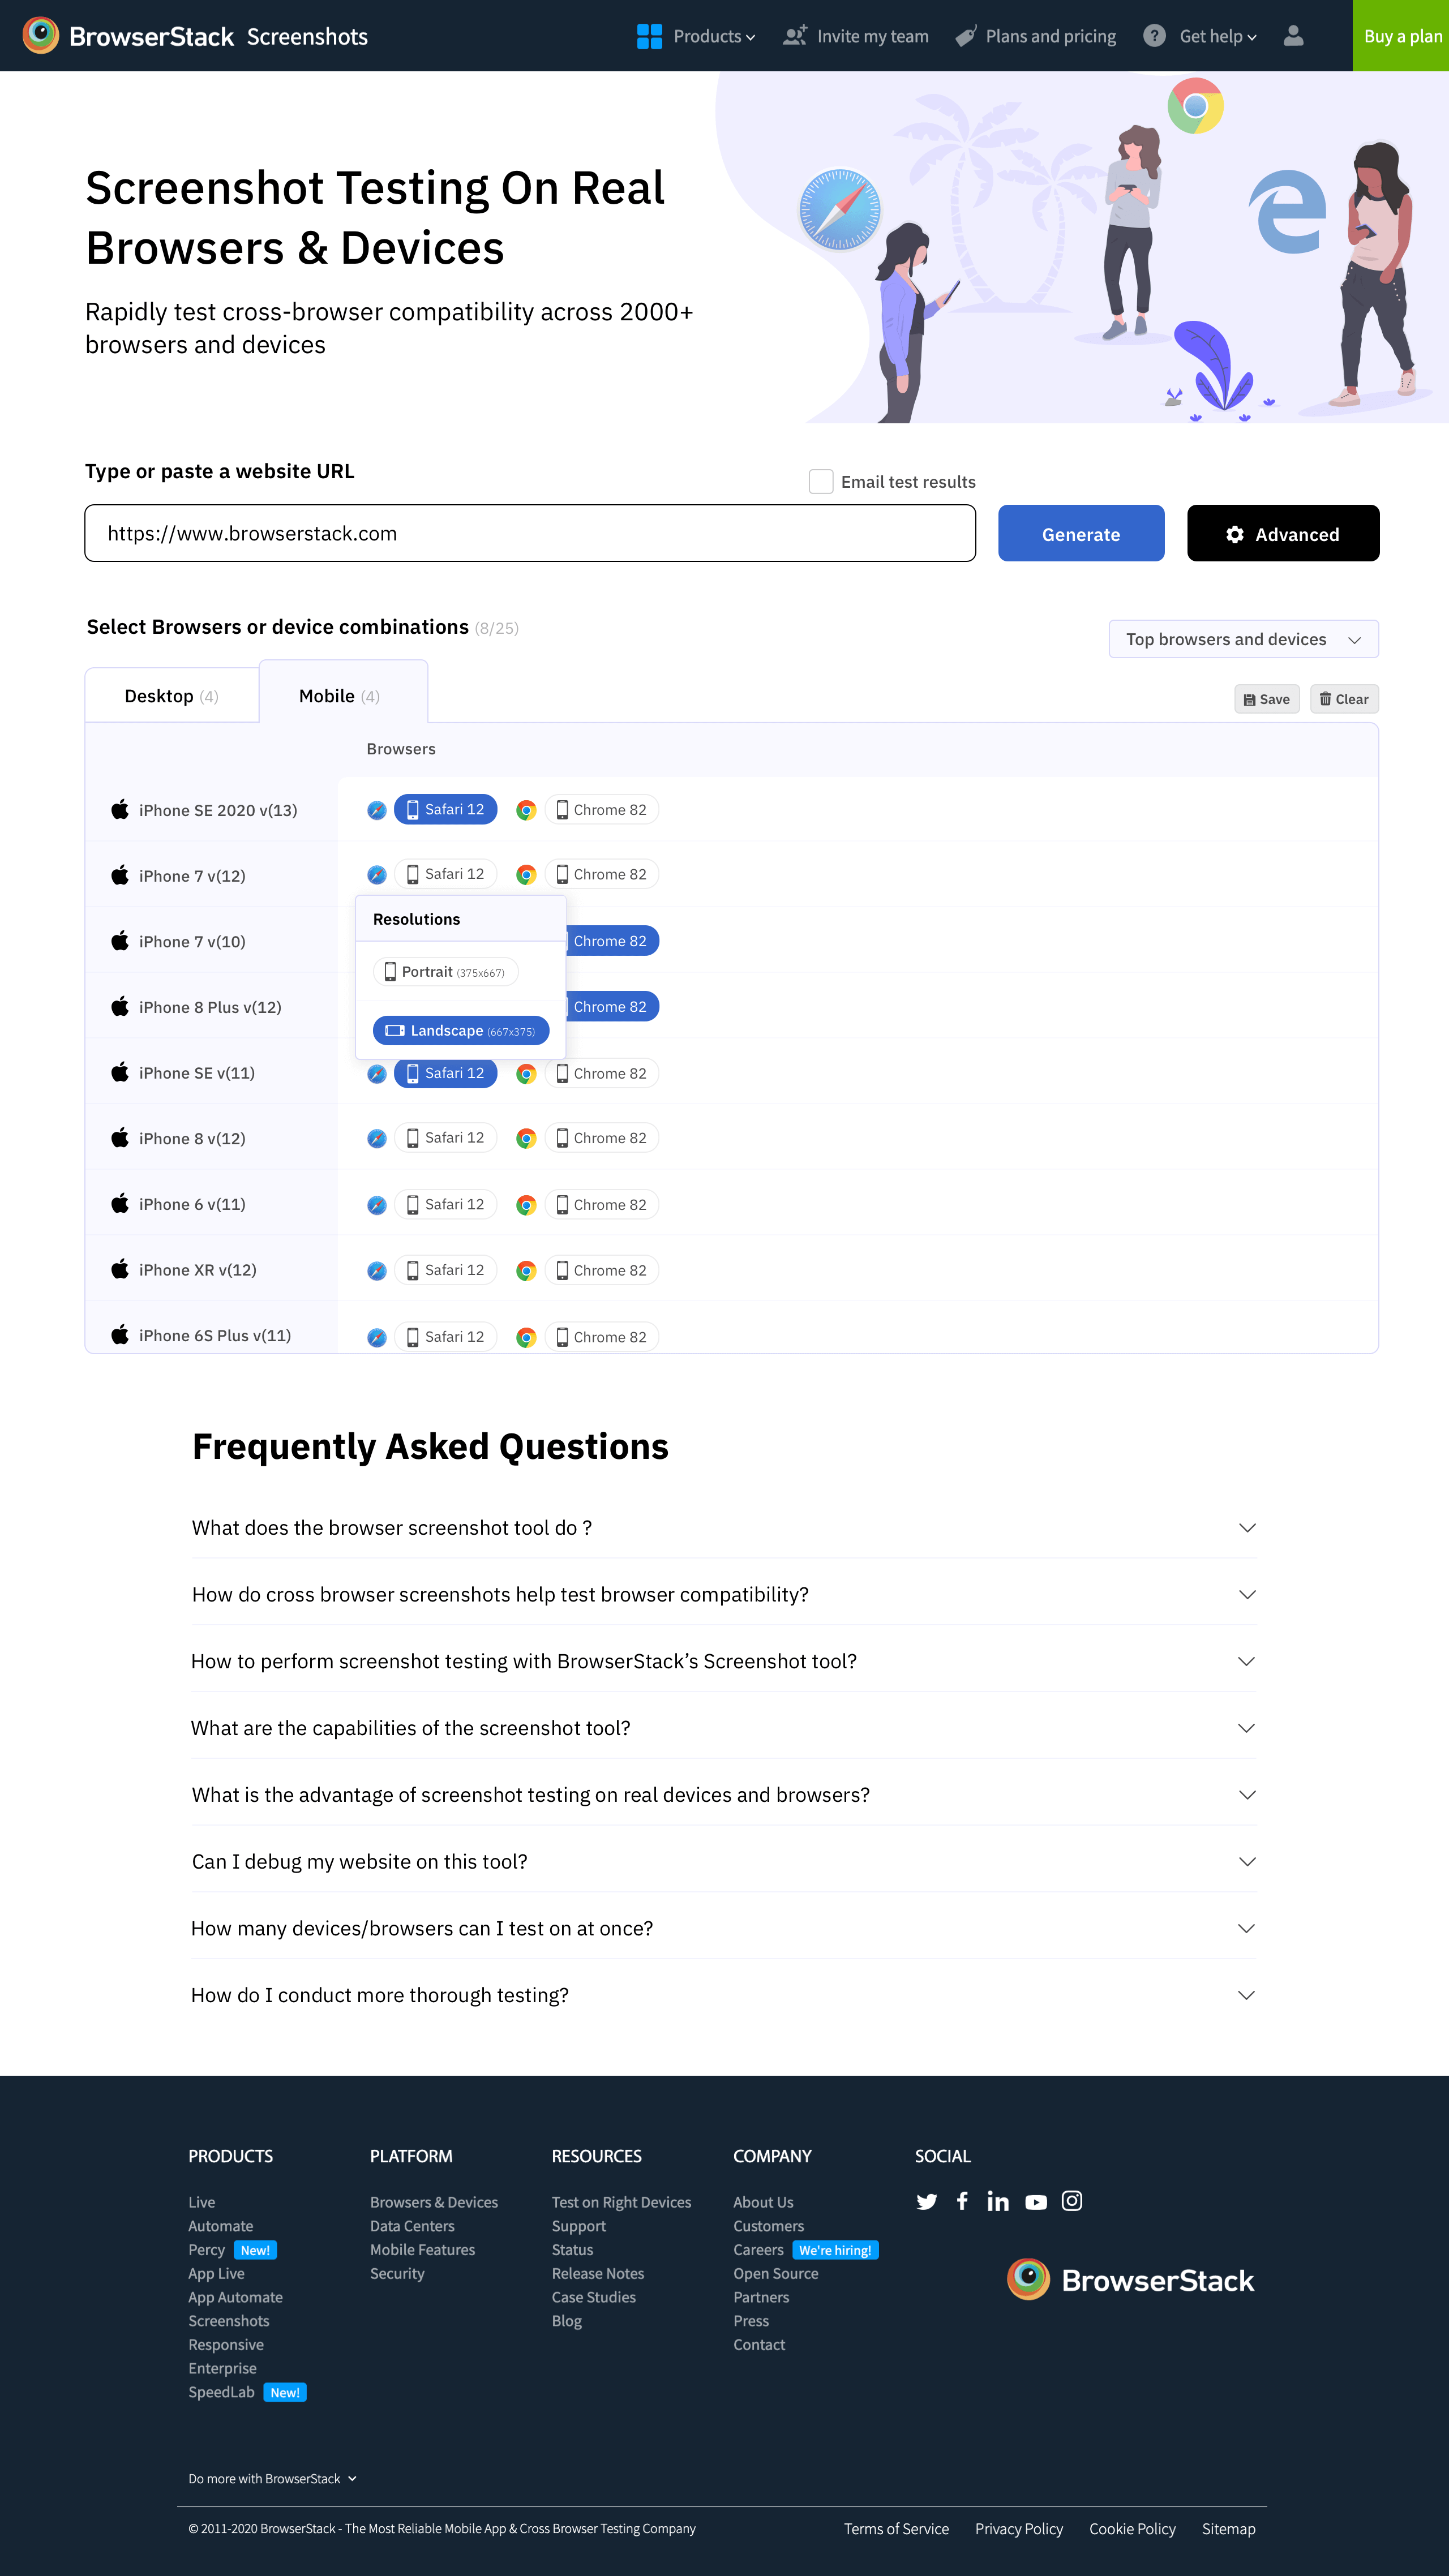 BrowserStack Screenshots
Products
Invite my team
Plans and pricing
? Get help
Buy a plan
Screenshot Testing On Real
Browsers & Devices
Rapidly test cross-browser compatibility across 2000+
browsers and devices
Type or paste a website URL
Email test results
https://www.browserstack.com
Generate
Advanced
Select Browsers or device combinations (8/25)
Top browsers and devices
Desktop (4)
Mobile (4)
Save
Clear
Browsers
iPhone SE 2020 v(13) Safari 12 Chrome 82
iPhone 7 v(12) Safari 12 Chrome 82
Resolutions
Portrait (375x667)
Landscape (667x375)
iPhone 7 v(10) Chrome 82
iPhone 8 Plus v(12) Chrome 82
iPhone SE v(11) Safari 12 Chrome 82
iPhone 8 v(12) Safari 12 Chrome 82
iPhone 6 v(11) Safari 12 Chrome 82
iPhone XR v(12) Safari 12 Chrome 82
iPhone 6S Plus v(11) Safari 12 Chrome 82
Frequently Asked Questions
What does the browser screenshot tool do ?
How do cross browser screenshots help test browser compatibility?
How to perform screenshot testing with BrowserStack’s Screenshot tool?
What are the capabilities of the screenshot tool?
What is the advantage of screenshot testing on real devices and browsers?
Can I debug my website on this tool?
How many devices/browsers can I test on at once?
How do I conduct more thorough testing?
PRODUCTS
Live
Automate
Percy New!
App Live
App Automate
Screenshots
Responsive
Enterprise
SpeedLab New!
PLATFORM
Browsers & Devices
Data Centers
Mobile Features
Security
RESOURCES
Test on Right Devices
Support
Status
Release Notes
Case Studies
Blog
COMPANY
About Us
Customers
Careers We're hiring!
Open Source
Partners
Press
Contact
SOCIAL
BrowserStack
Do more with BrowserStack
© 2011-2020 BrowserStack - The Most Reliable Mobile App & Cross Browser Testing Company
Terms of Service
Privacy Policy
Cookie Policy
Sitemap